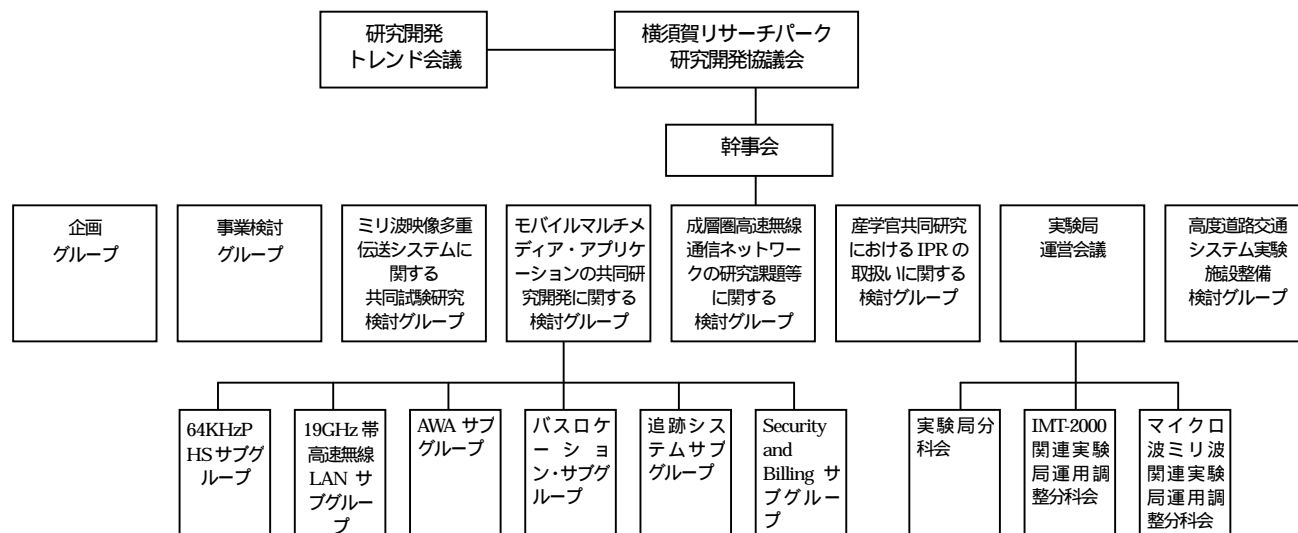 研究開発
トレンド会議
横須賀リサーチパーク
研究開発協議会
幹事会
企画
グループ
事業検討
グループ
ミリ波映像多重
伝送システムに
関する
共同試験研究
検討グループ
モバイルマルチメ
ディア・アプリケ
ーションの共同研
究開発に関する
検討グループ
成層圏高速無線
通信ネットワー
クの研究課題等
に関する
検討グループ
産学官共同研究
における IPR の
取扱いに関する
検討グループ
実験局
運営会議
高度道路交通
システム実験
施設整備
検討グループ
64KHzP
HS サブグ
ループ
19GHz 帯
高速無線
LAN サ
ブグルー
プ
AWA サブ
グループ
バスロケ
ーショ
ン・サブグ
ループ
追跡シス
テムサブ
グループ
Security
and
Billing サ
ブグルー
プ
実験局分
科会
IMT-2000
関連実験
局運用調
整分科会
マイクロ
波ミリ波
関連実験
局運用調
整分科会